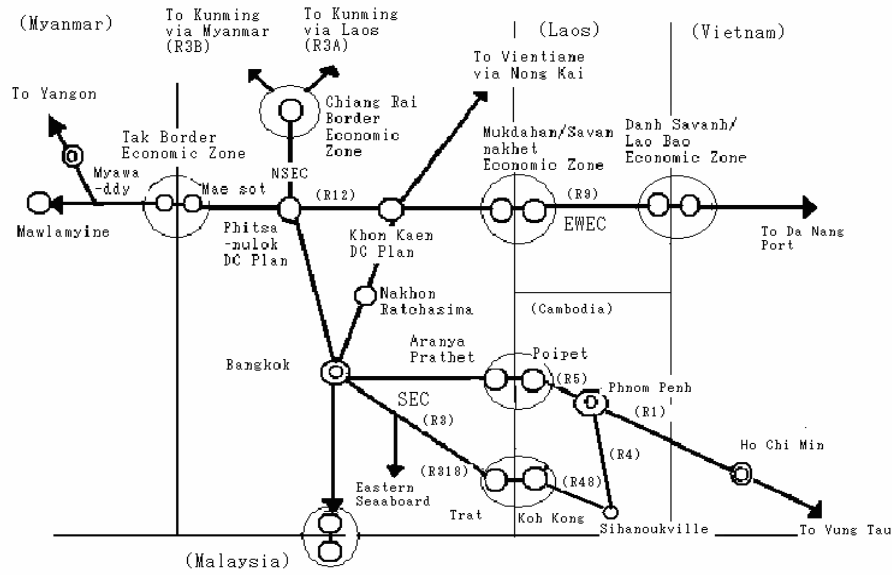 (Myanmar)
To Kunming
via Myanmar
(R3B)
To Kunming
via Laos
(R3A)
(Laos)
(Vietnam)
To Vientiane
via Nong Kai
To Yangon
Tak Border
Economic Zone
Chiang Rai
Border
Economic
Zone
Mukdahan/Savan
nakhet
Economic Zone
Danh Savanh/
Lao Bao
Economic Zone
Myawa
-ddy
Mae sot
NSEC
(R12)
(R9)
Mawlamyine
Phitsa
-nulok
DC Plan
Khon Kaen
DC Plan
EWEC
To Da Nang
Port
Nakhon
Ratchasima
(Cambodia)
Bangkok
Aranya
Prathet
Poipet
(R5)
Phnom Penh
(R1)
SEC
(R3)
(R4)
Ho Chi Min
(R318)
(R48)
Eastern
Seaaboard
Trat
Koh Kong
Sihanoukville
To Vung Tau
(Malaysia)